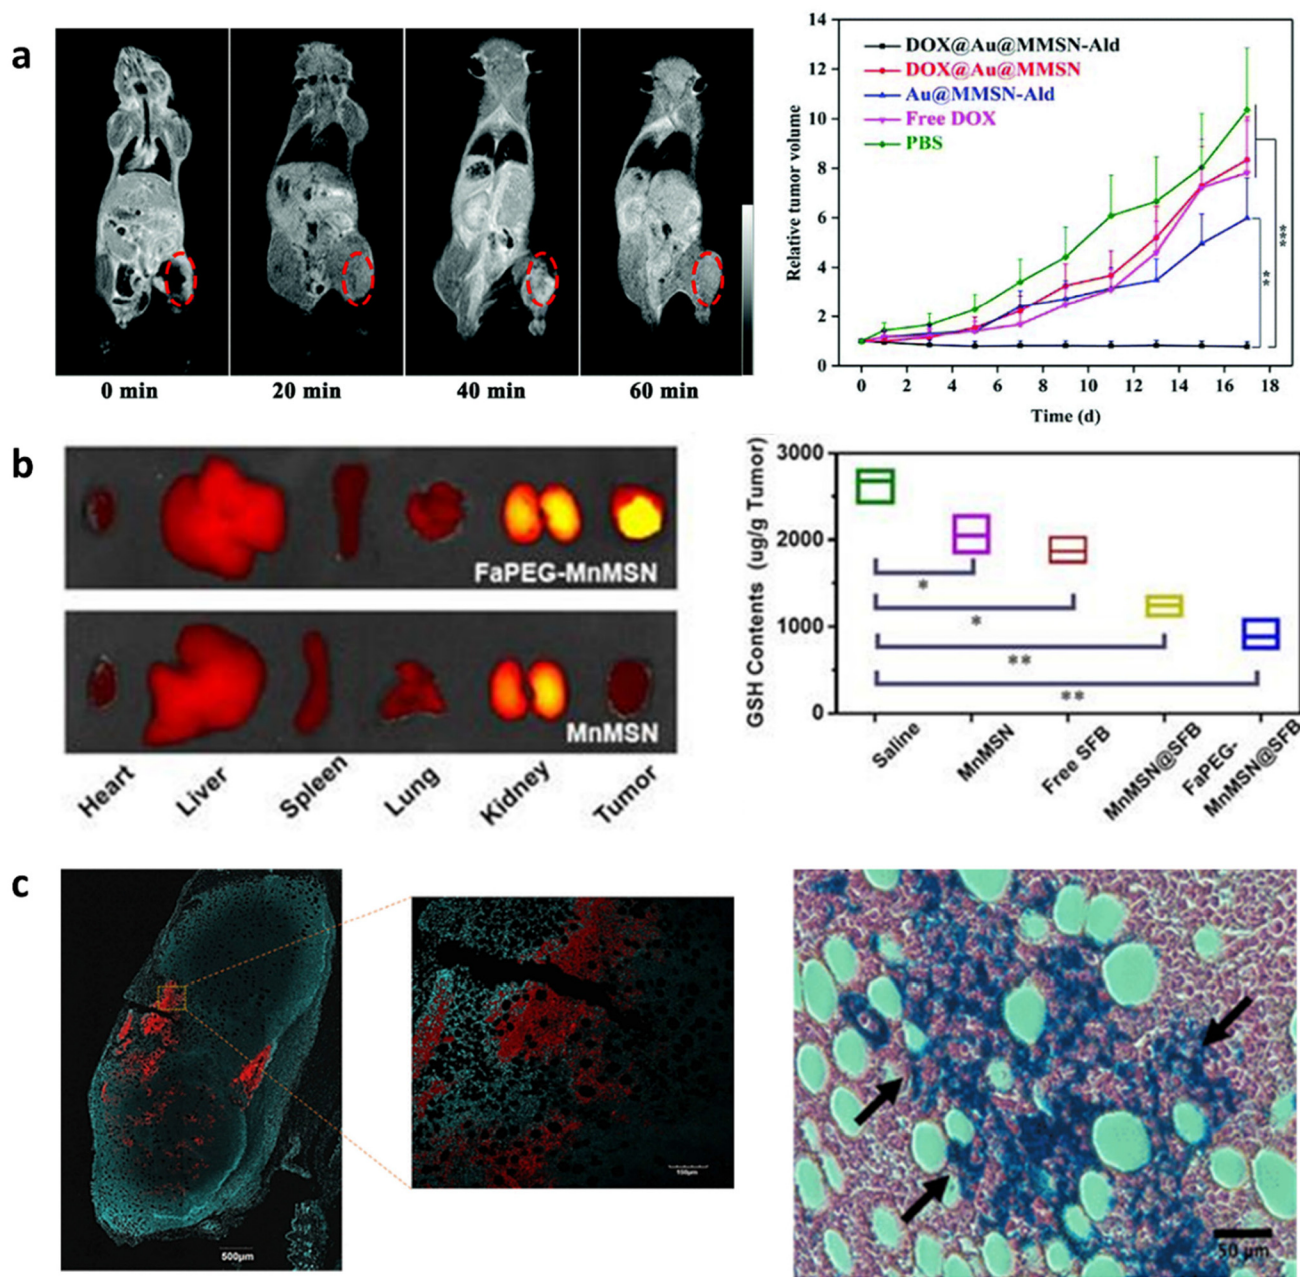 a
0 min
20 min
40 min
60 min
Relative tumor volume
14
12
10
8
6
4
2
0
DOX@Au@MMSN-Ald
DOX@Au@MMSN
Au@MMSN-Ald
Free DOX
PBS
**
***
0 2 4 6 8 10 12 14 16 18
Time (d)
b
FaPEG-MnMSN
MnMSN
Heart
Liver
Spleen
Lung
Kidney
Tumor
GSH Contents (ug/g Tumor)
3000
2000
1000
0
*
*
**
**
Saline
MnMSN
Free SFB
MnMSN@SFB
FaPEG-
MnMSN@SFB
c
500µm
100µm
50 µm